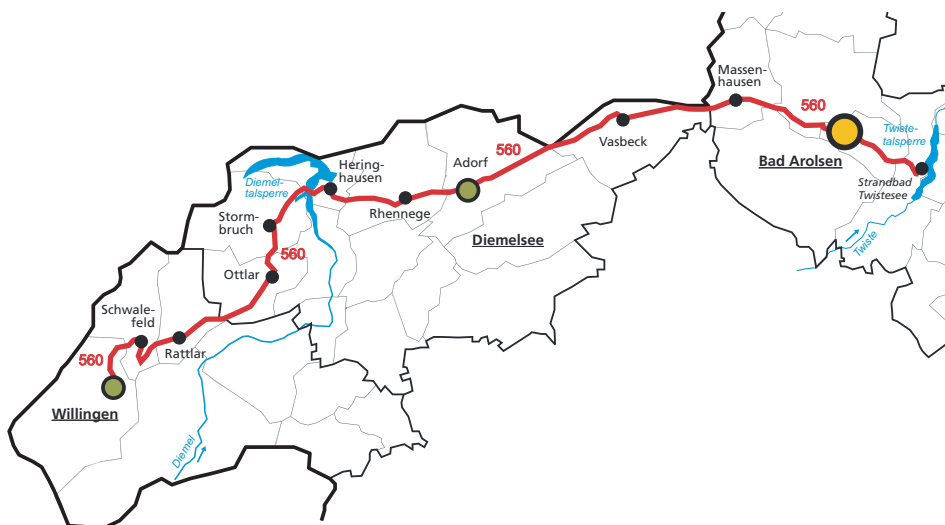 Massen-
hausen
560
Twiste-
talsperre
Vasbeck
Bad Arolsen
Strandbad
Twistesee
Twiste
560
Adorf
Hering-
hausen
Diemel-
talsperre
Rhennege
Storm-
bruch
Diemelsee
560
Ottlar
Schwale-
feld
Rattlar
560
Willingen
Diemel